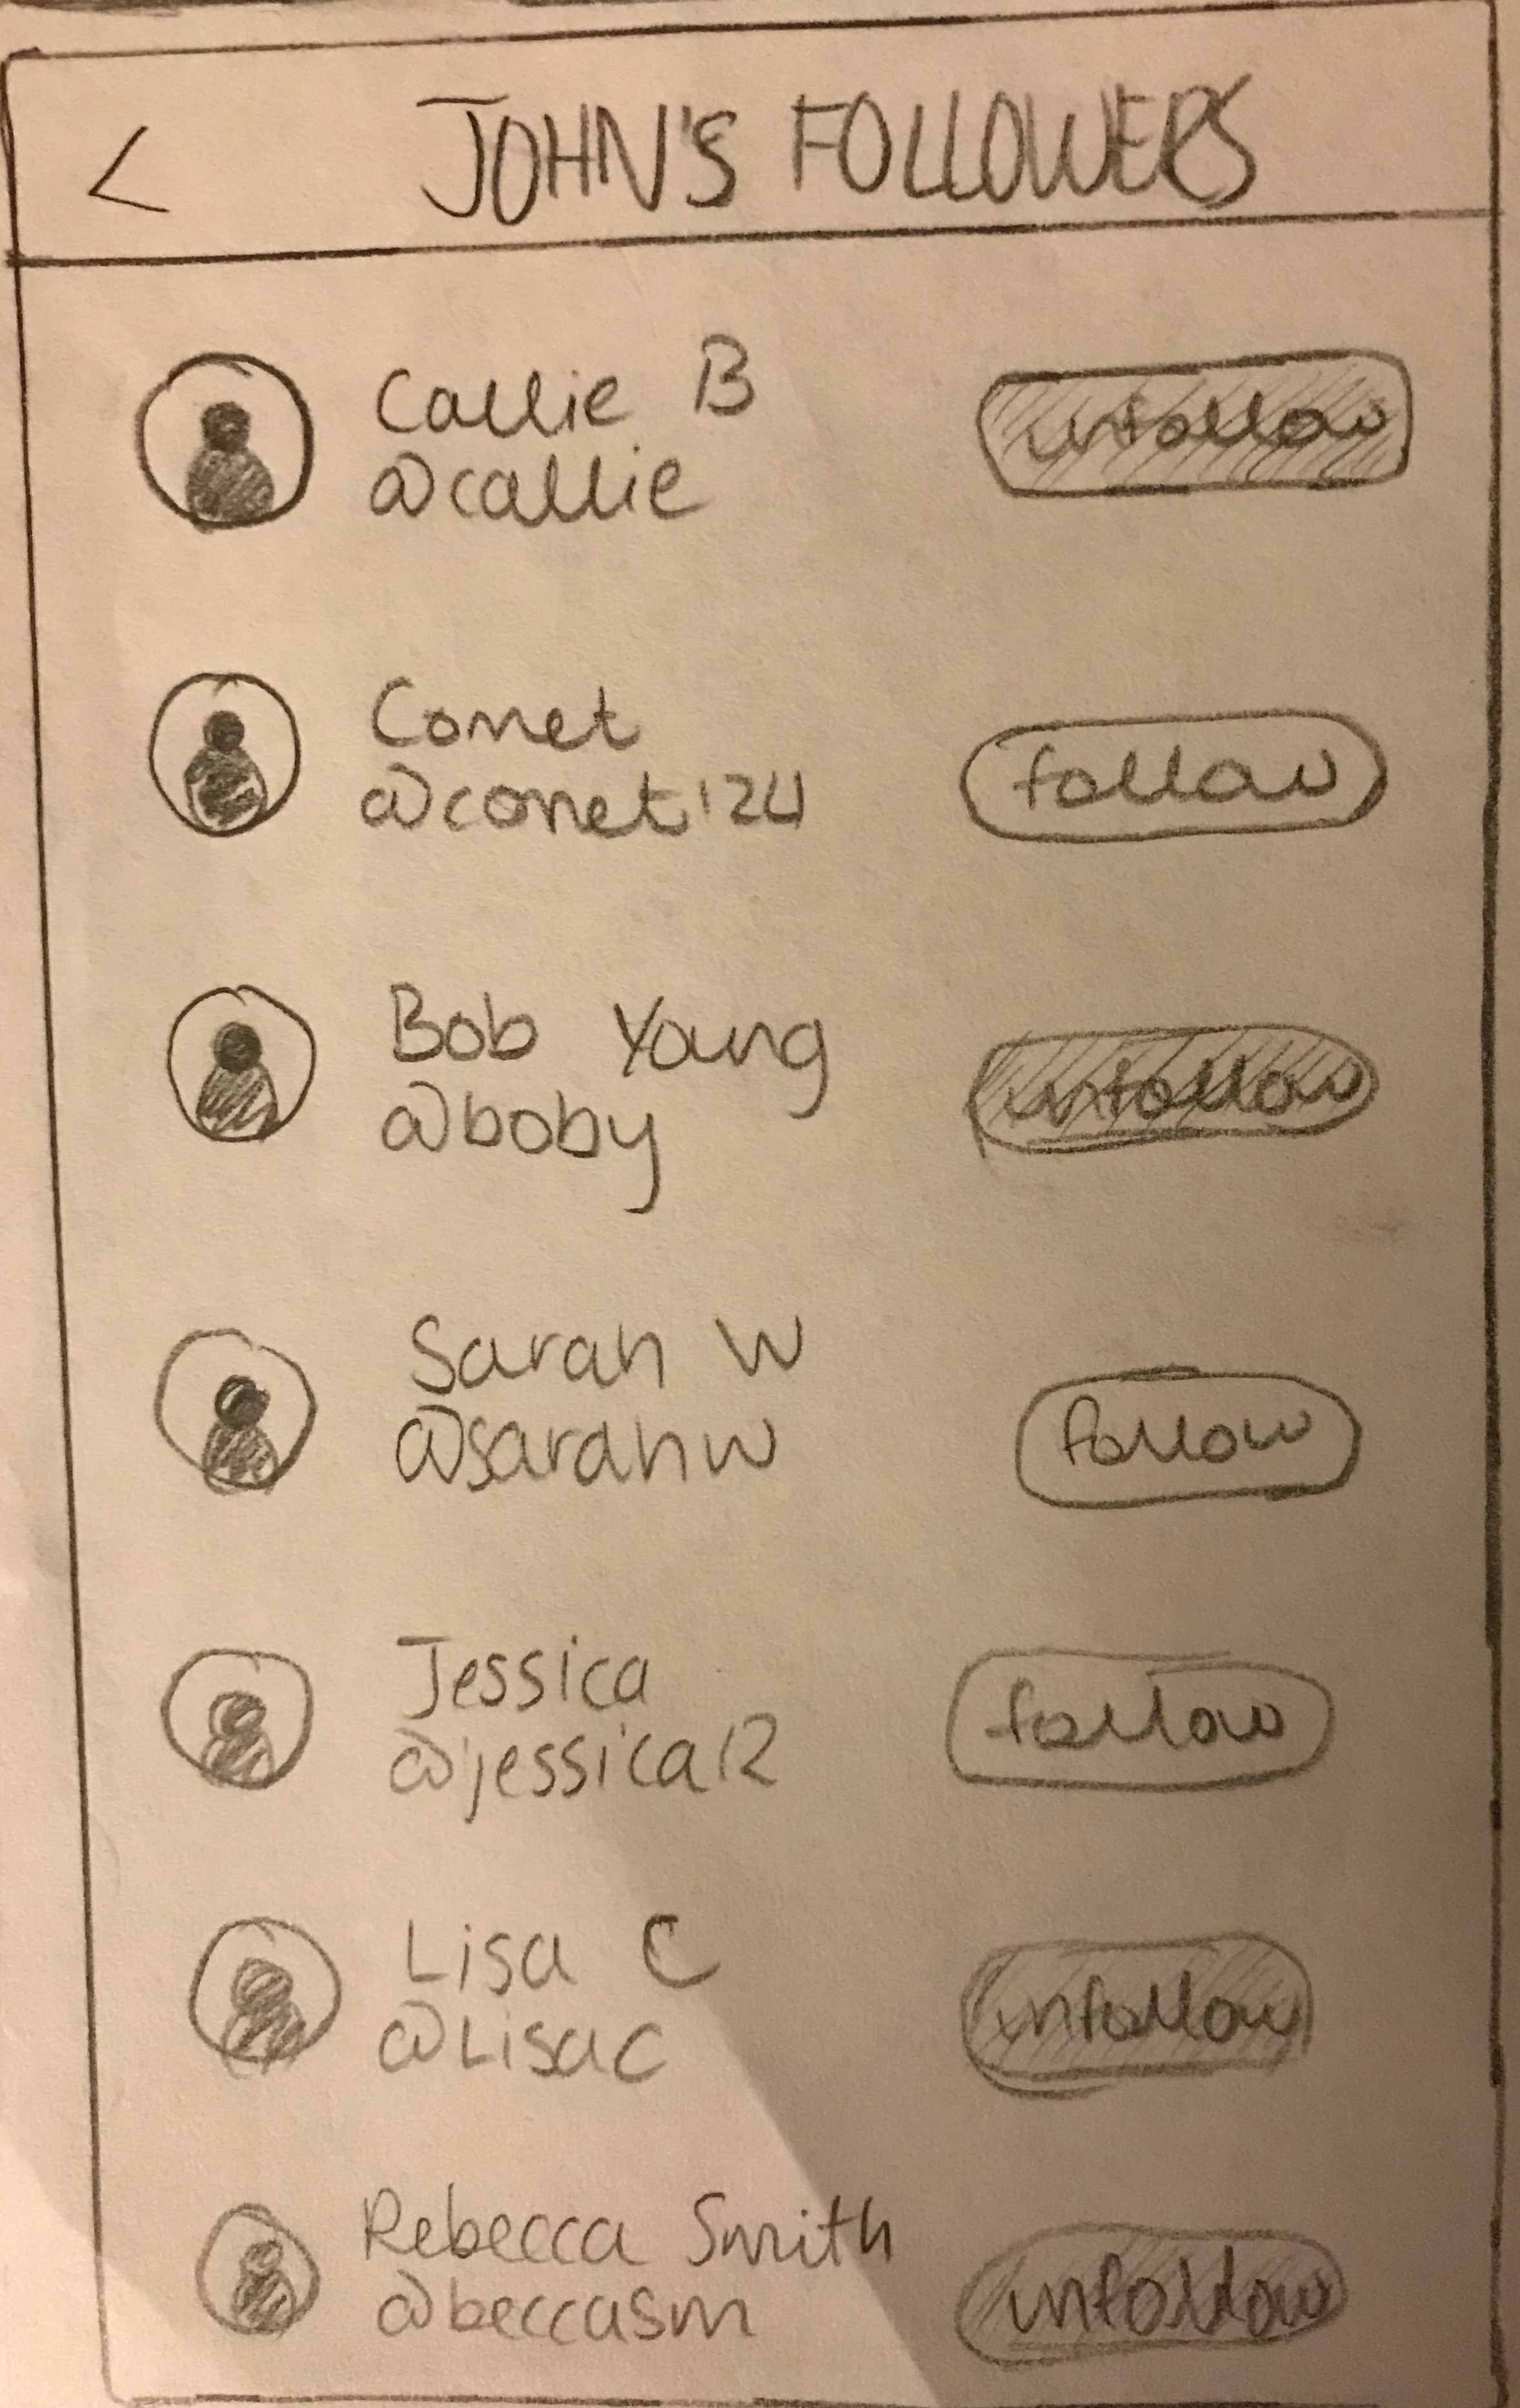 < JOHN'S FOLLOWERS
Callie B
@callie
unfollow
Comet
@comet124
follow
Bob Young
@boby
unfollow
Sarah W
@sarahw
follow
Jessica
@jessica12
follow
Lisa C
@Lisac
unfollow
Rebecca Smith
@beccasm
unfollow